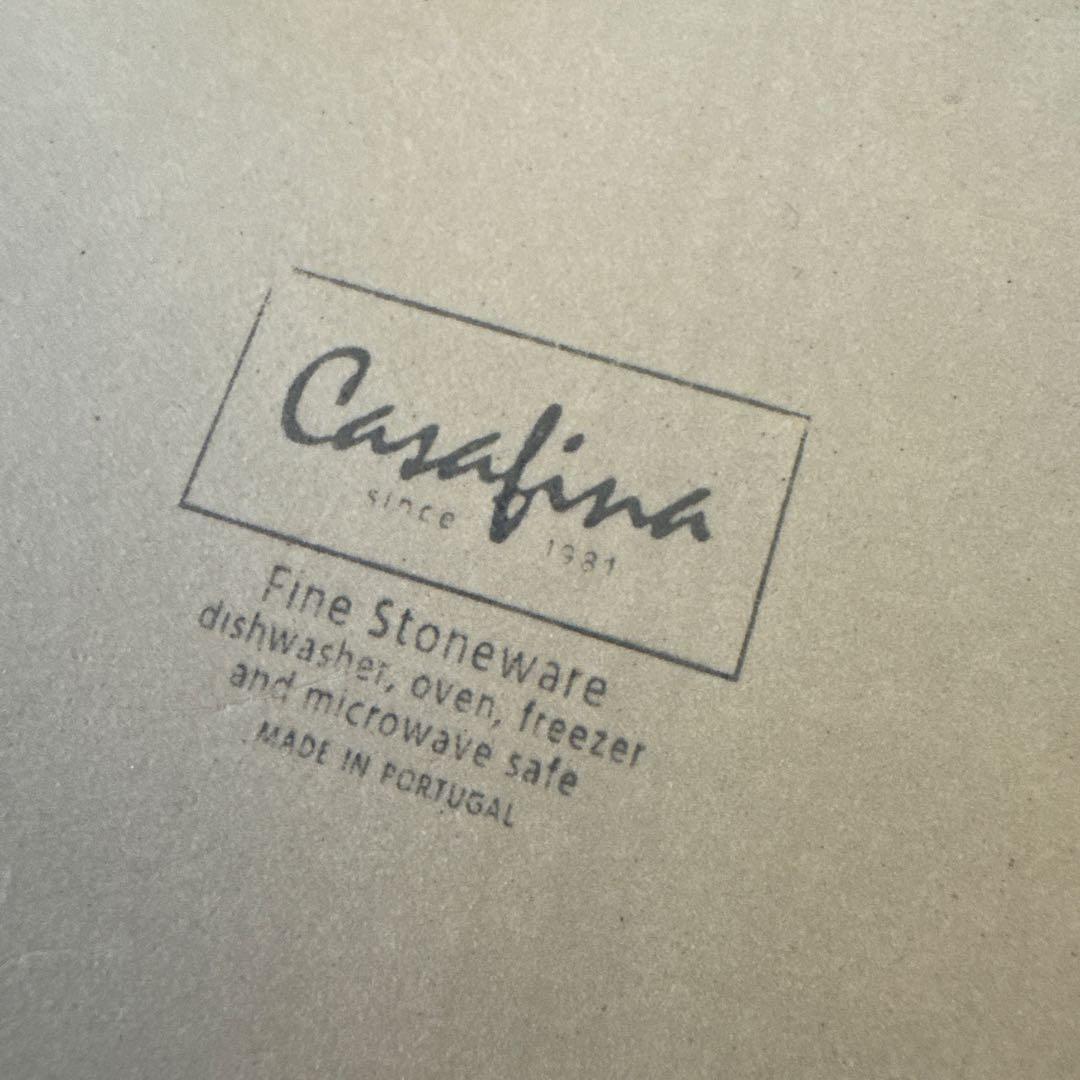 Casafina
since 1981
Fine Stoneware
dishwasher, oven, freezer
and microwave safe
MADE IN PORTUGAL